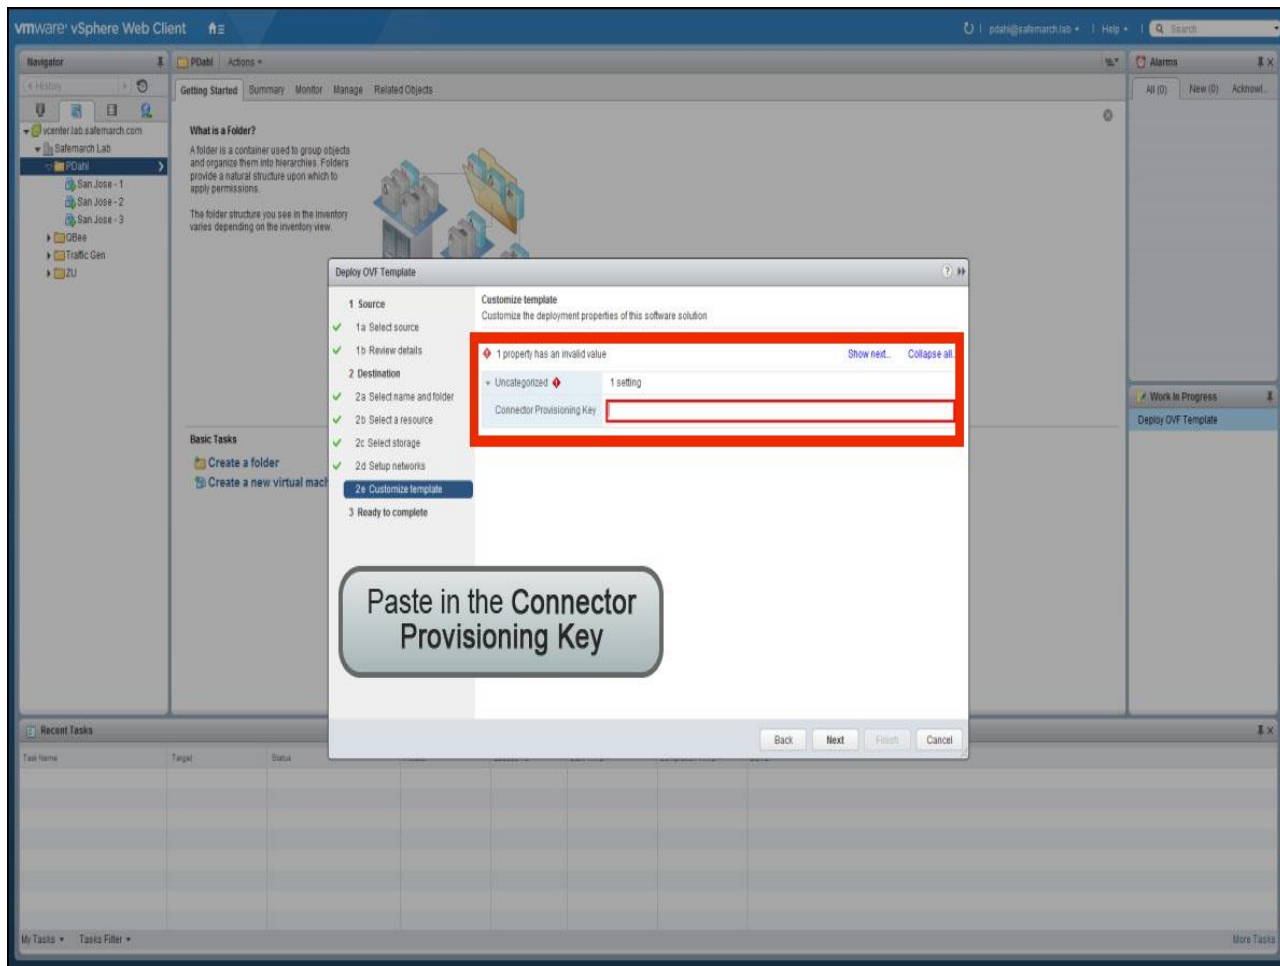 vmware® vSphere Web Client
pdahl@safemarch.lab
Help
Search
Navigator
History
vcenter.lab.safemarch.com
Safemarch Lab
PDahl
San Jose - 1
San Jose - 2
San Jose - 3
QBee
Traffic Gen
ZU
PDahl Actions
Getting Started Summary Monitor Manage Related Objects
What is a Folder?
A folder is a container used to group objects
and organize them into hierarchies. Folders
provide a natural structure upon which to
apply permissions.
The folder structure you see in the inventory
varies depending on the inventory view.
Basic Tasks
Create a folder
Create a new virtual mach
Alarms
All (0) New (0) Acknowl...
Work In Progress
Deploy OVF Template
Deploy OVF Template
1 Source
1a Select source
1b Review details
2 Destination
2a Select name and folder
2b Select a resource
2c Select storage
2d Setup networks
2e Customize template
3 Ready to complete
Customize template
Customize the deployment properties of this software solution
1 property has an invalid value Show next... Collapse all...
Uncategorized 1 setting
Connector Provisioning Key
Paste in the Connector
Provisioning Key
Back Next Finish Cancel
Recent Tasks
Task Name Target Status
My Tasks Tasks Filter More Tasks